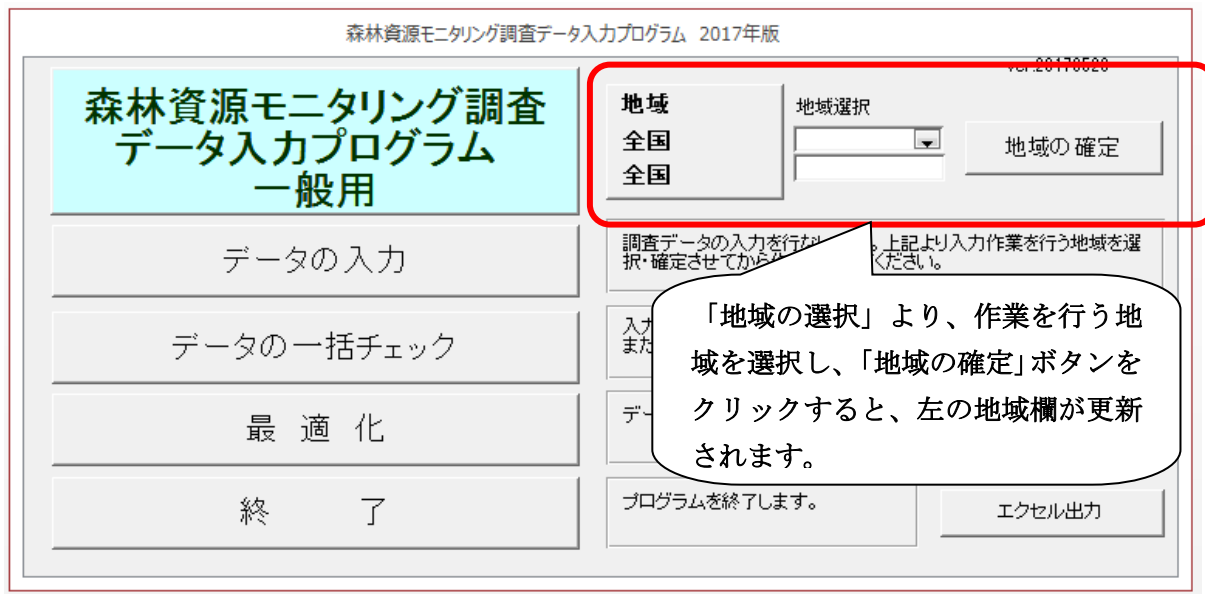 森林資源モニタリング調査データ入力プログラム 2017年版
森林資源モニタリング調査
データ入力プログラム
一般用
地域
全国
全国
地域選択
地域の確定
データの入力
調査データの入力を行な
。上記より入力作業を行う地域を選
択・確定させてから
ください。
データの一括チェック
入力
また
「地域の選択」より、作業を行う地
域を選択し、「地域の確定」ボタンを
クリックすると、左の地域欄が更新
されます。
最 適 化
デー
終 了
プログラムを終了します。
エクセル出力